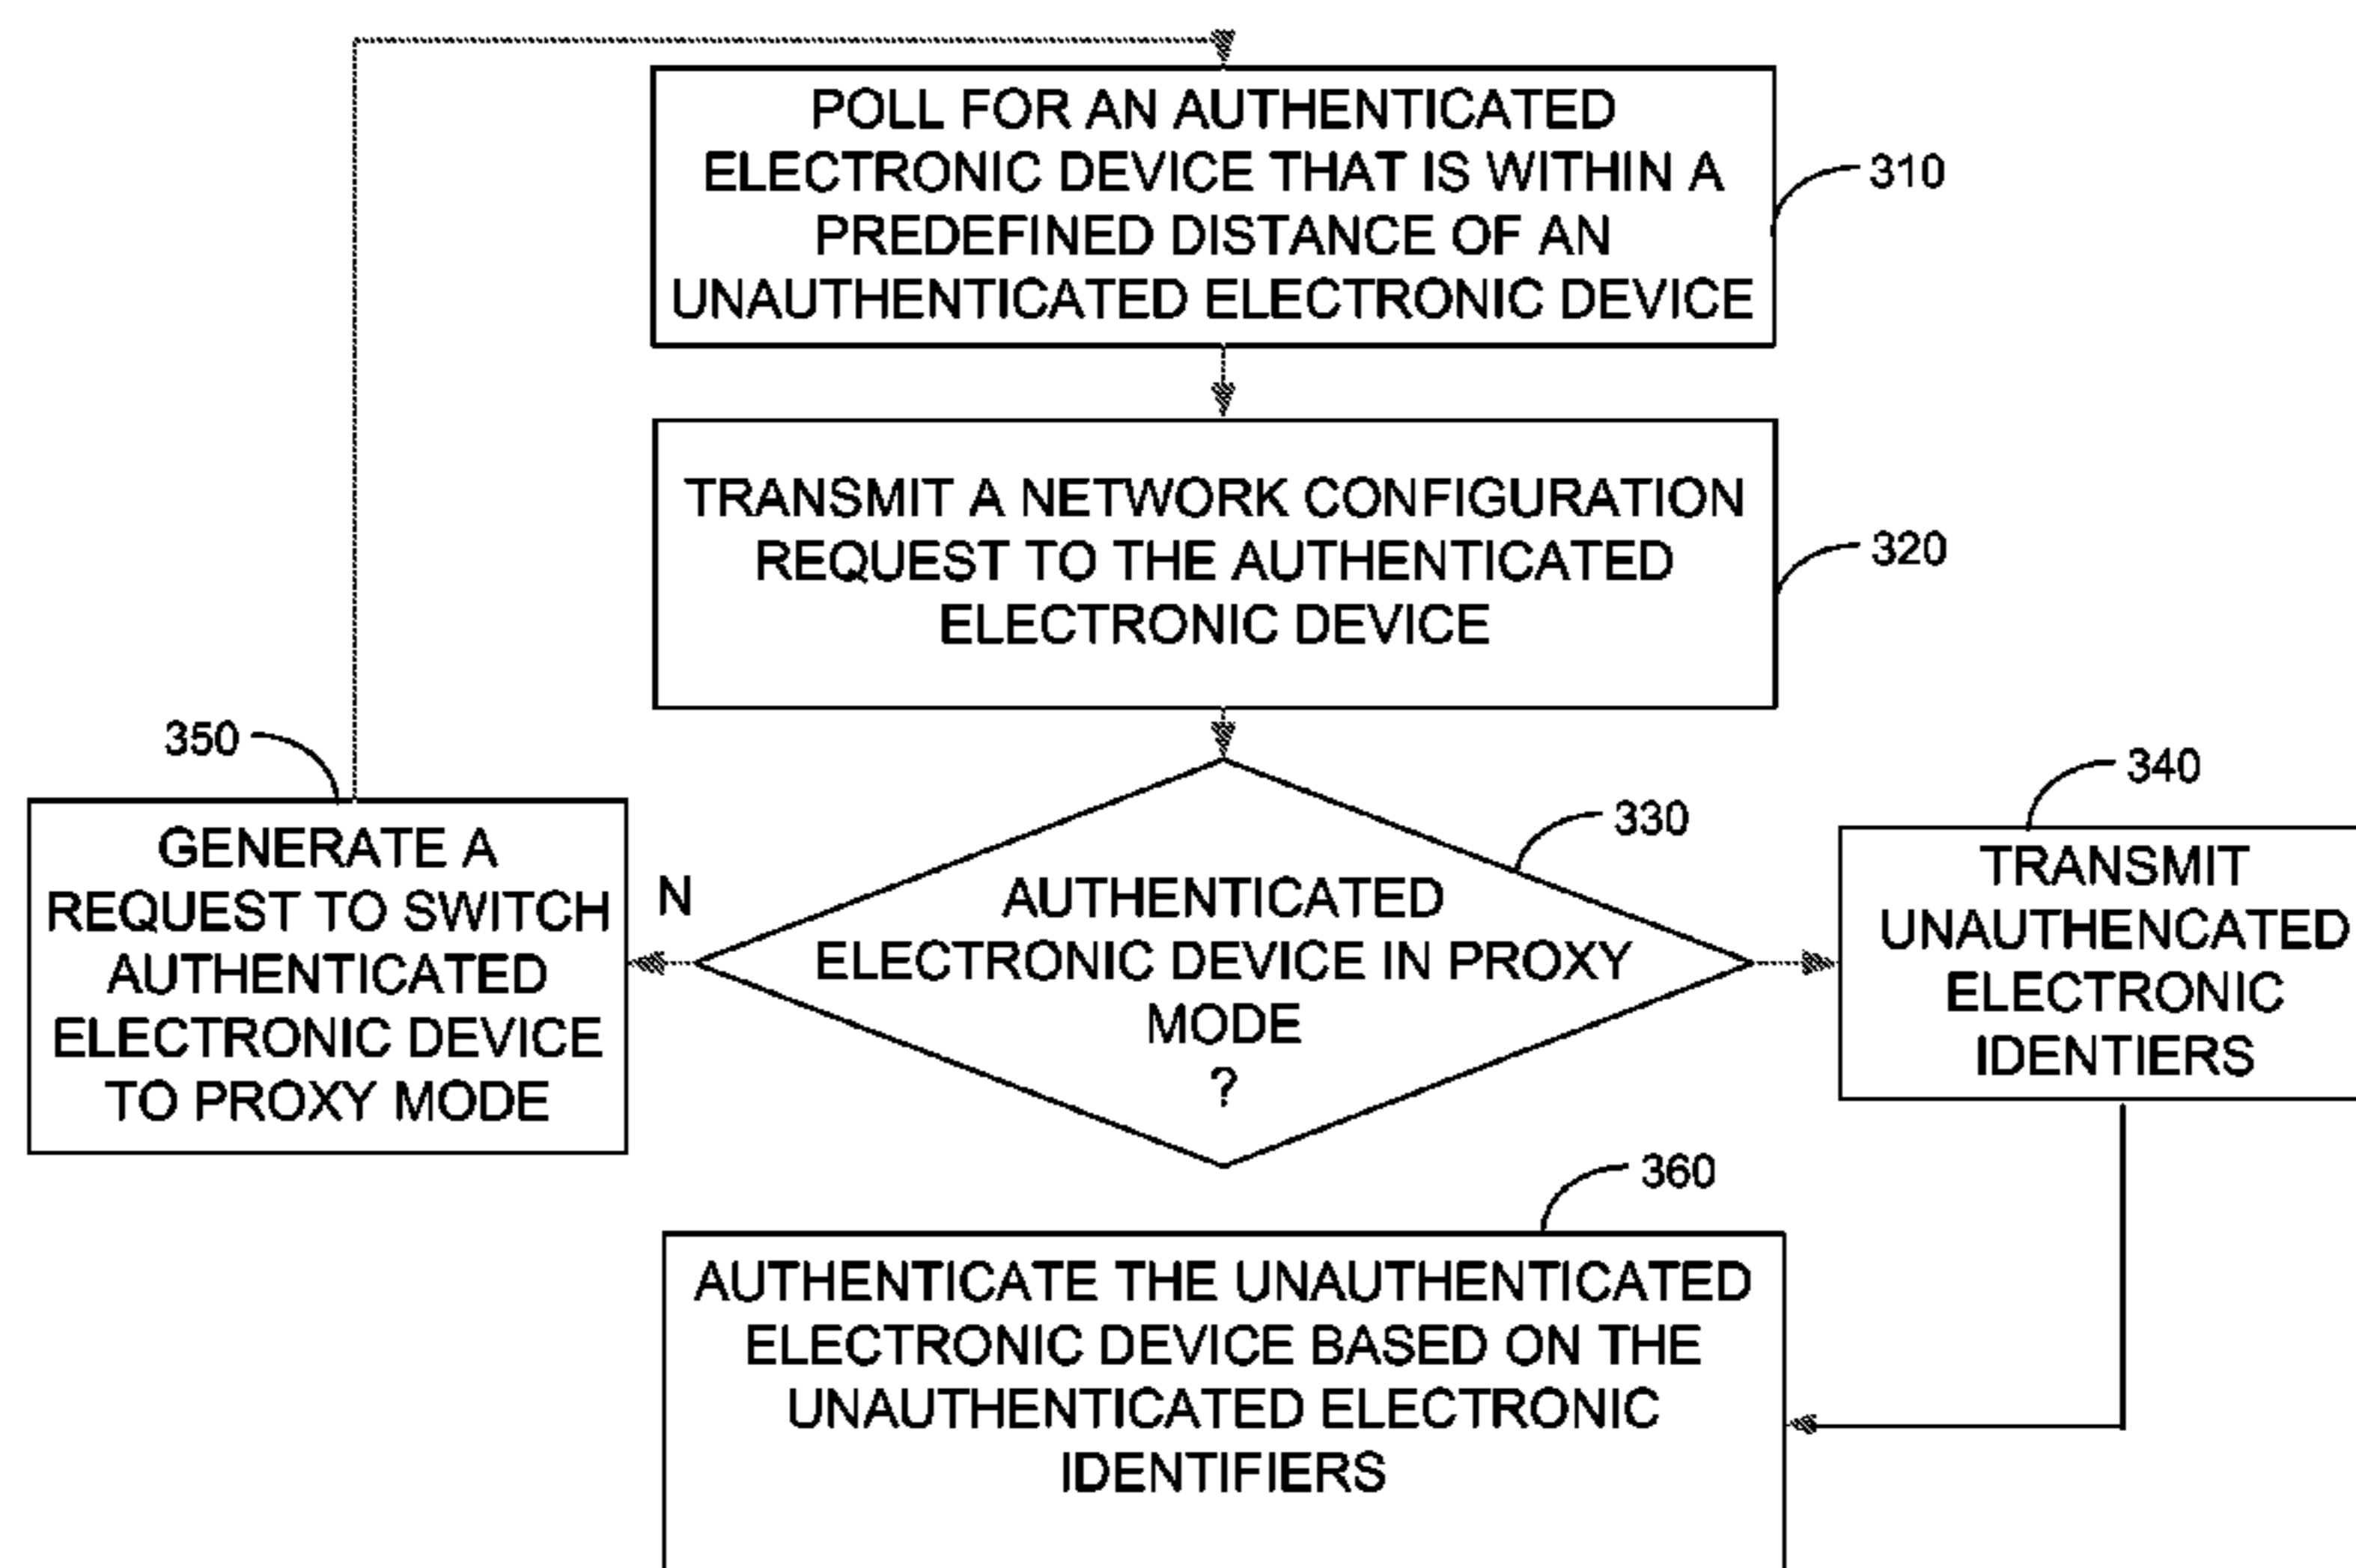 POLL FOR AN AUTHENTICATED
ELECTRONIC DEVICE THAT IS WITHIN A
PREDEFINED DISTANCE OF AN
UNAUTHENTICATED ELECTRONIC DEVICE
310
TRANSMIT A NETWORK CONFIGURATION
REQUEST TO THE AUTHENTICATED
ELECTRONIC DEVICE
320
350
GENERATE A
REQUEST TO SWITCH
AUTHENTICATED
ELECTRONIC DEVICE
TO PROXY MODE
N
AUTHENTICATED
ELECTRONIC DEVICE IN PROXY
MODE
?
330
340
TRANSMIT
UNAUTHENCATED
ELECTRONIC
IDENTIERS
360
AUTHENTICATE THE UNAUTHENTICATED
ELECTRONIC DEVICE BASED ON THE
UNAUTHENTICATED ELECTRONIC
IDENTIFIERS